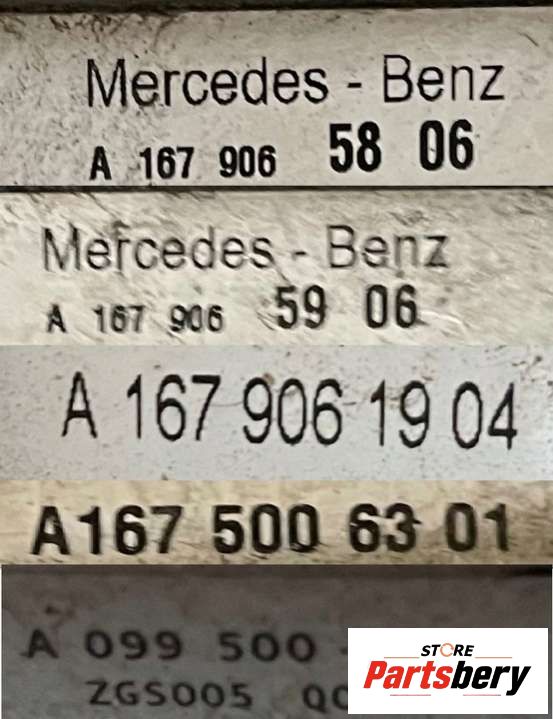 Mercedes - Benz
A 167 906 58 06
Mercedes - Benz
A 167 906 59 06
A 167 906 19 04
A167 500 63 01
A 099 500
ZGS005
STORE
Partsbery